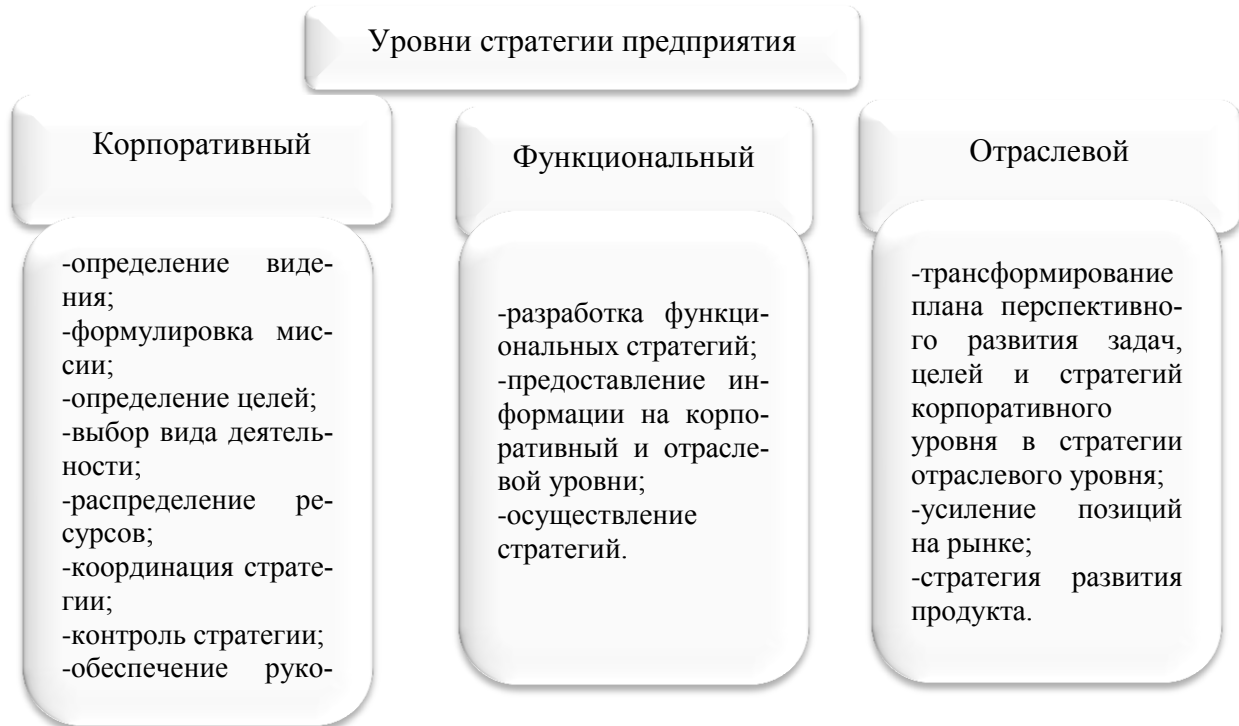 Уровни стратегии предприятия
Корпоративный
-определение виде-
ния;
-формулировка мис-
сии;
-определение целей;
-выбор вида деятель-
ности;
-распределение ре-
сурсов;
-координация страте-
гии;
-контроль стратегии;
-обеспечение руко-
Функциональный
-разработка функци-
ональных стратегий;
-предоставление ин-
формации на корпо-
ративный и отрасле-
вой уровни;
-осуществление
стратегий.
Отраслевой
-трансформирование
плана перспективно-
го развития задач,
целей и стратегий
корпоративного
уровня в стратегии
отраслевого уровня;
-усиление позиций
на рынке;
-стратегия развития
продукта.